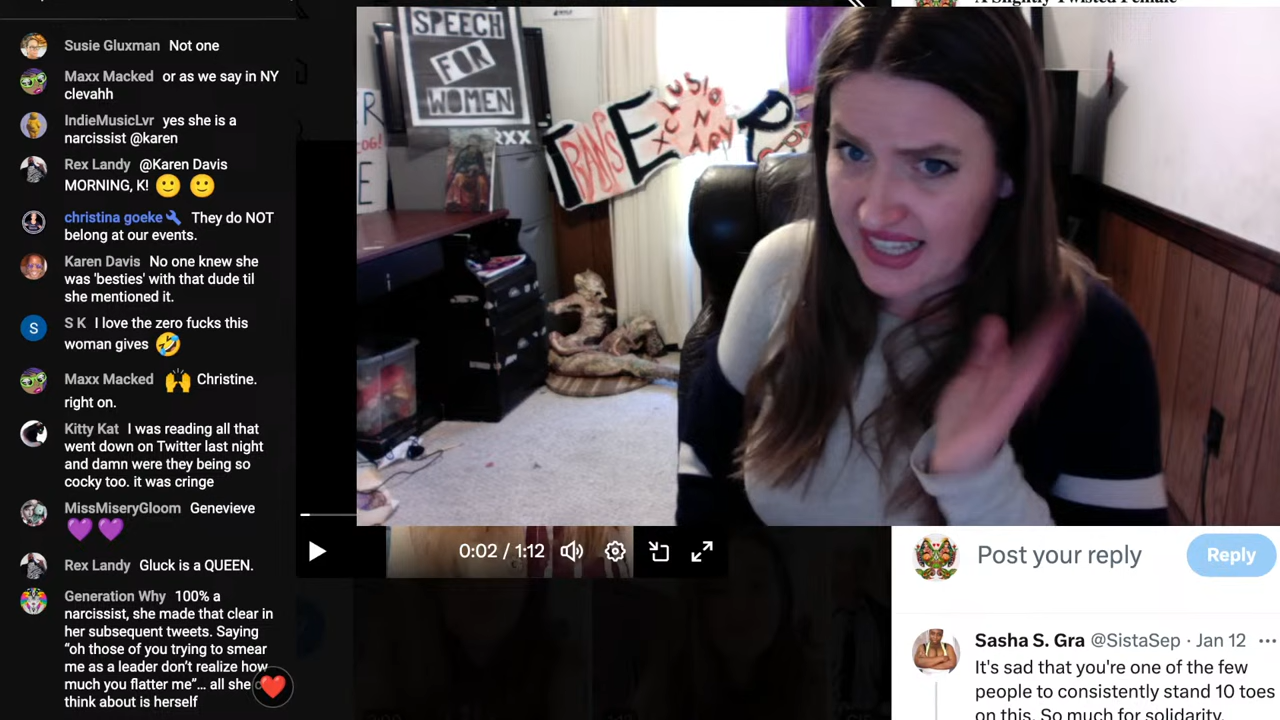 Susie Gluxman Not one
Maxx Macked or as we say in NY
clevahh
IndieMusicLvr yes she is a
narcissist @karen
Rex Landy @Karen Davis
MORNING, K! 🙂 🙂
christina goeke They do NOT
belong at our events.
Karen Davis No one knew she
was 'besties' with that dude til
she mentioned it.
S
S K I love the zero fucks this
woman gives 🤣
Maxx Macked 🙌 Christine.
right on.
Kitty Kat I was reading all that
went down on Twitter last night
and damn were they being so
cocky too. it was cringe
MissMiseryGloom Genevieve
💜 💜
Rex Landy Gluck is a QUEEN.
Generation Why 100% a
narcissist, she made that clear in
her subsequent tweets. Saying
“oh those of you trying to smear
me as a leader don’t realize how
much you flatter me”... all she
think about is herself
SPEECH
FOR
WOMEN
XX
TRANS
EXCLUSIONARY
R
E
0:02 / 1:12
A Slightly Twisted Female
Post your reply
Reply
Sasha S. Gra @SistaSep · Jan 12 ···
It's sad that you're one of the few
people to consistently stand 10 toes
on this. So much for solidarity.